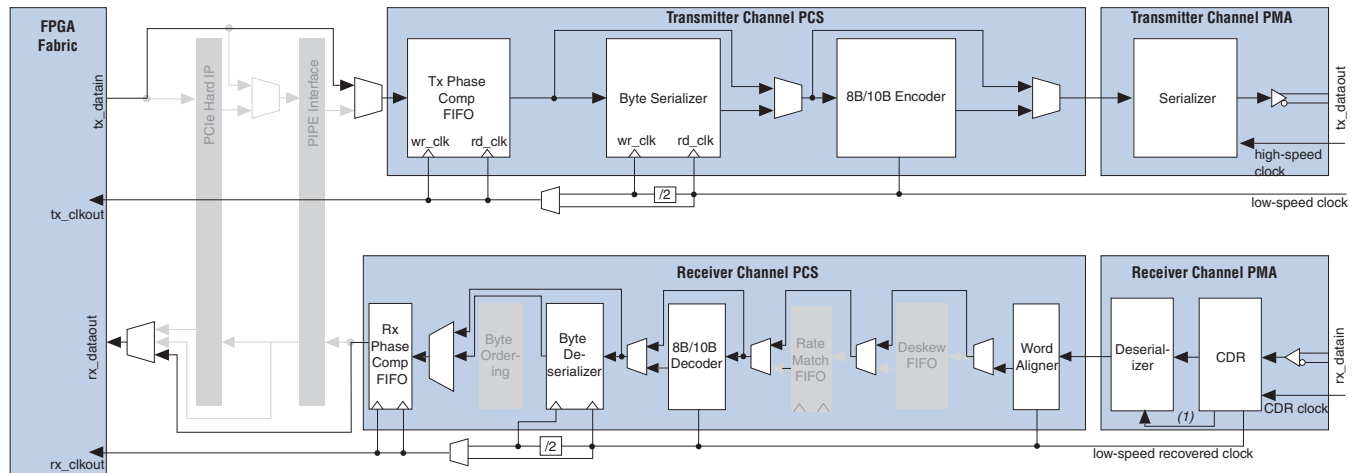 FPGA
Fabric
Transmitter Channel PCS
Transmitter Channel PMA
tx_datain
PCIe Hard IP
PIPE Interface
Tx Phase
Comp
FIFO
wr_clk
rd_clk
Byte Serializer
wr_clk
rd_clk
8B/10B Encoder
Serializer
tx_dataout
high-speed
clock
/2
tx_clkout
low-speed clock
Receiver Channel PCS
Receiver Channel PMA
rx_dataout
Rx
Phase
Comp
FIFO
Byte
Order-
ing
Byte
De-
serializer
8B/10B
Decoder
Rate
Match
FIFO
Deskew
FIFO
Word
Aligner
Deserial-
izer
CDR
rx_datain
CDR clock
(1)
/2
rx_clkout
low-speed recovered clock